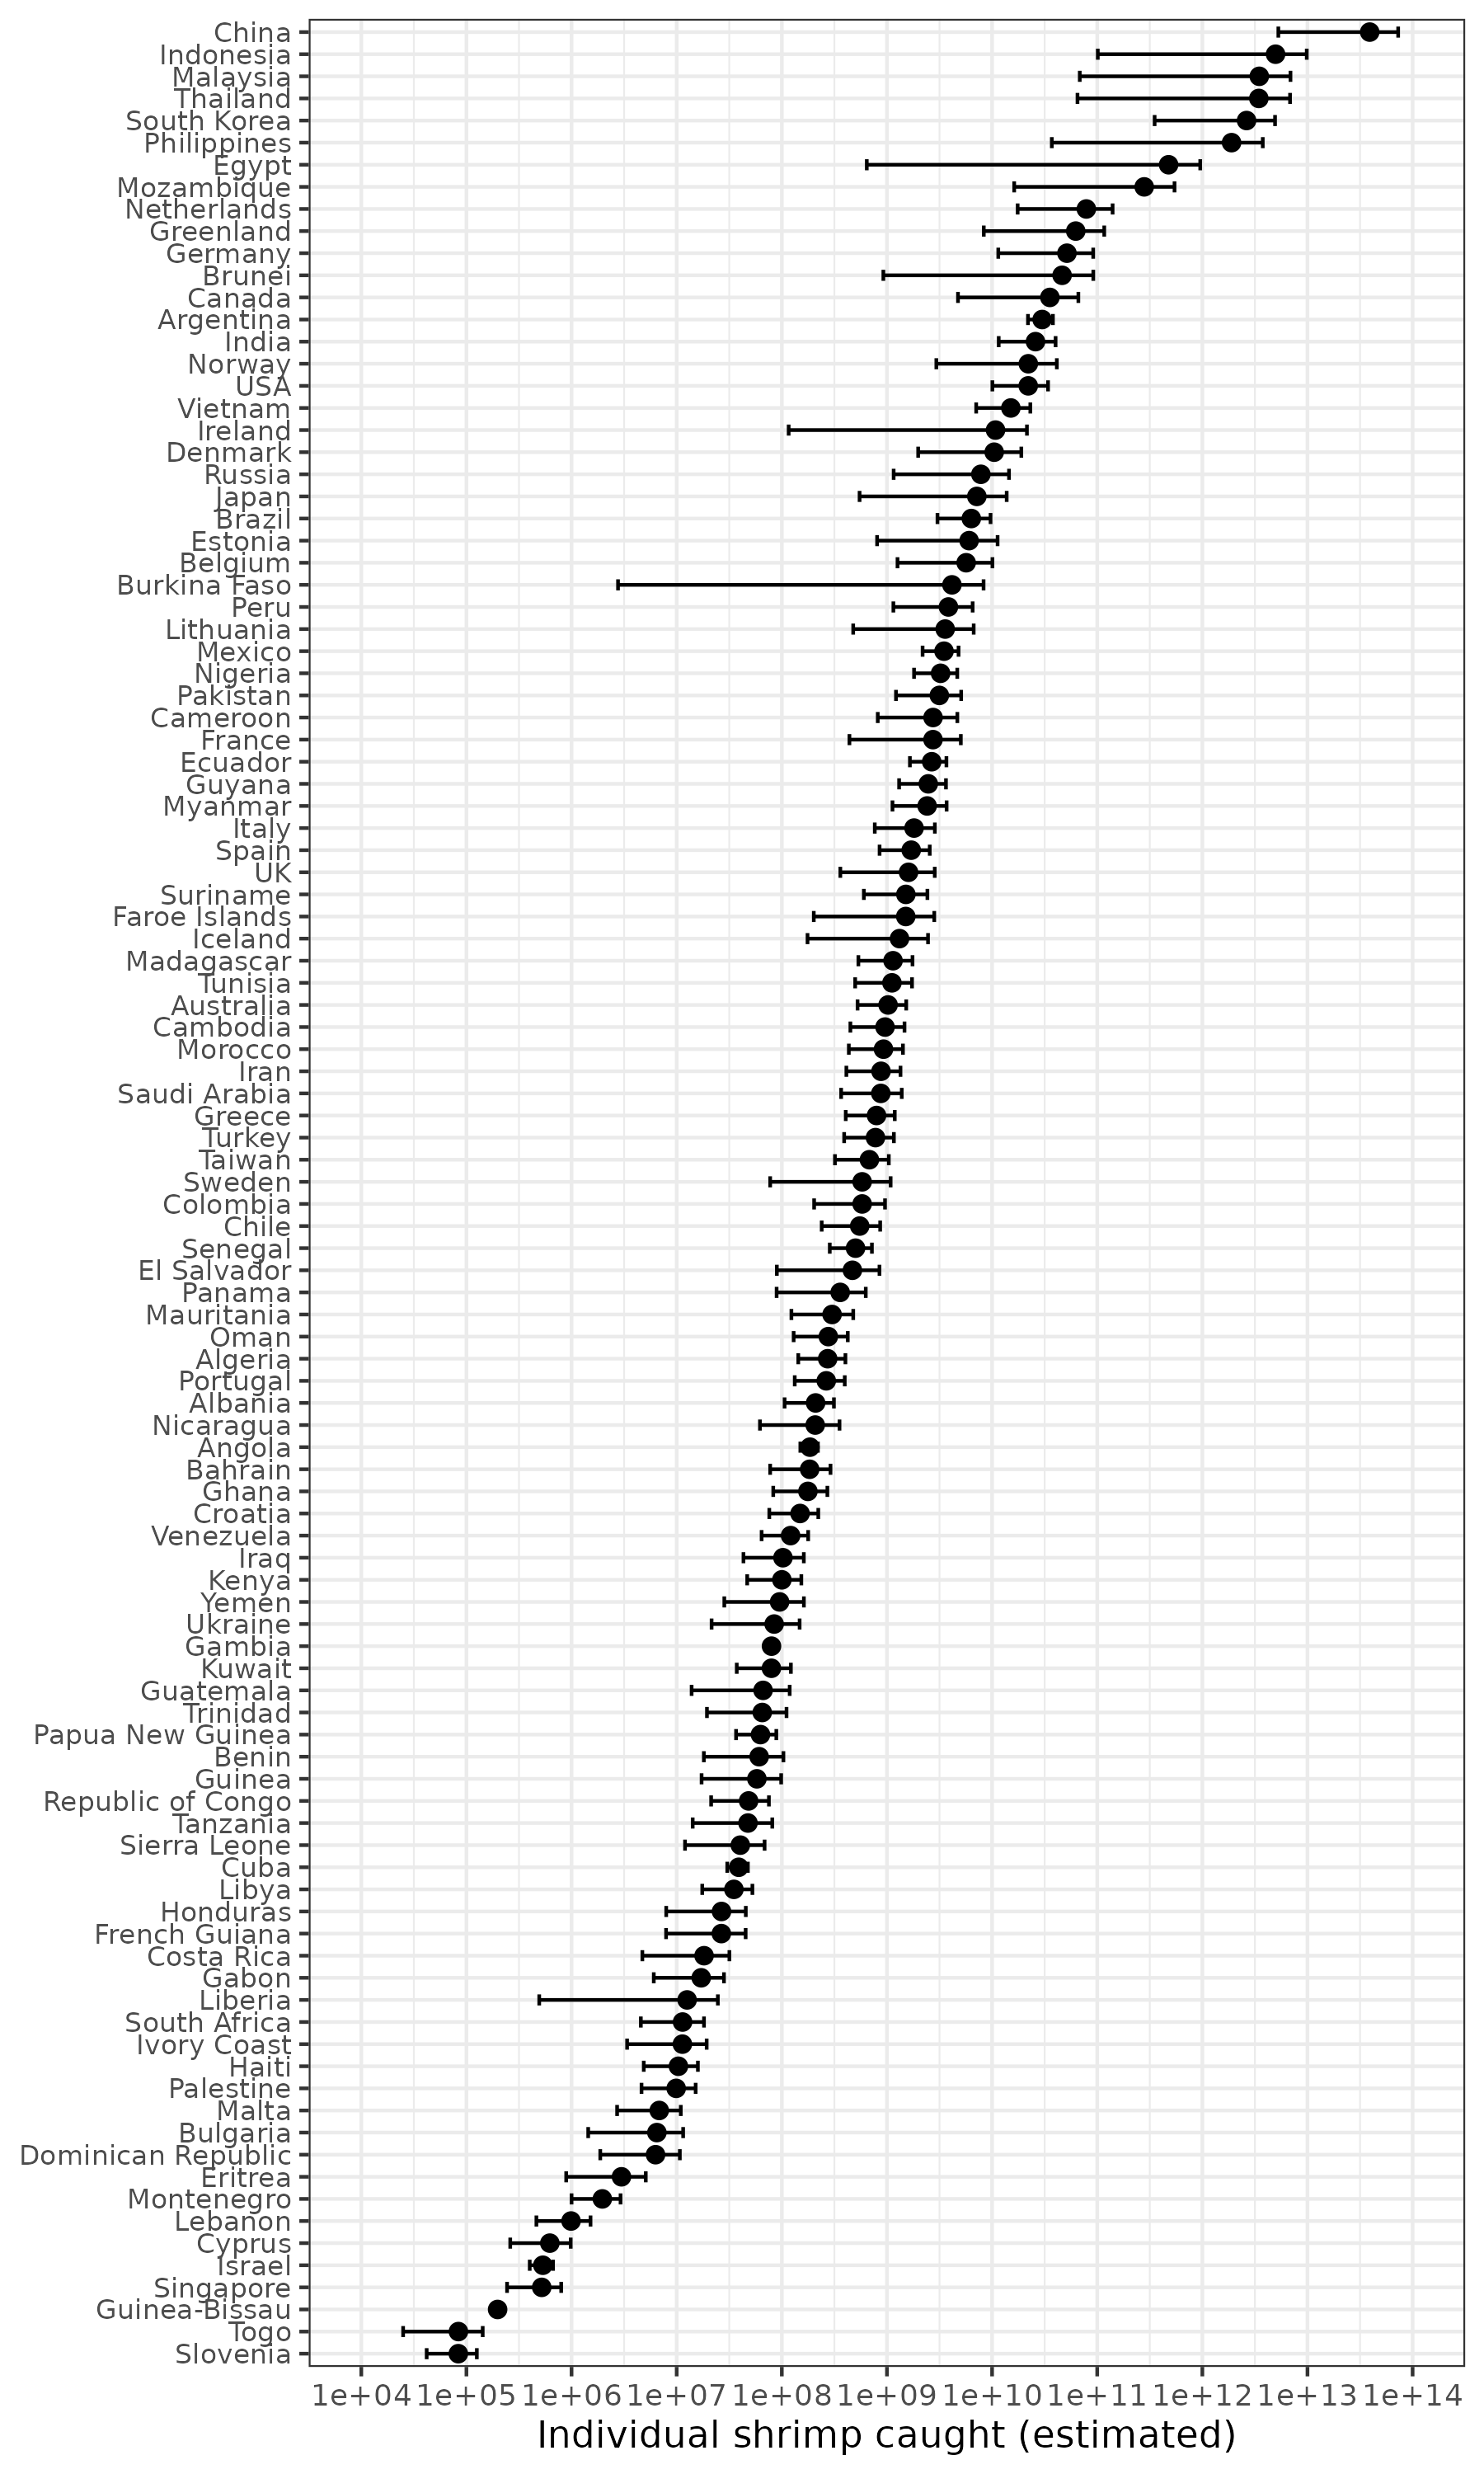 China
Indonesia
Malaysia
Thailand
South Korea
Philippines
Egypt
Mozambique
Netherlands
Greenland
Germany
Brunei
Canada
Argentina
India
Norway
USA
Vietnam
Ireland
Denmark
Russia
Japan
Brazil
Estonia
Belgium
Burkina Faso
Peru
Lithuania
Mexico
Nigeria
Pakistan
Cameroon
France
Ecuador
Guyana
Myanmar
Italy
Spain
UK
Suriname
Faroe Islands
Iceland
Madagascar
Tunisia
Australia
Cambodia
Morocco
Iran
Saudi Arabia
Greece
Turkey
Taiwan
Sweden
Colombia
Chile
Senegal
El Salvador
Panama
Mauritania
Oman
Algeria
Portugal
Albania
Nicaragua
Angola
Bahrain
Ghana
Croatia
Venezuela
Iraq
Kenya
Yemen
Ukraine
Gambia
Kuwait
Guatemala
Trinidad
Papua New Guinea
Benin
Guinea
Republic of Congo
Tanzania
Sierra Leone
Cuba
Libya
Honduras
French Guiana
Costa Rica
Gabon
Liberia
South Africa
Ivory Coast
Haiti
Palestine
Malta
Bulgaria
Dominican Republic
Eritrea
Montenegro
Lebanon
Cyprus
Israel
Singapore
Guinea-Bissau
Togo
Slovenia
1e+04 1e+05 1e+06 1e+07 1e+08 1e+09 1e+10 1e+11 1e+12 1e+13 1e+14
Individual shrimp caught (estimated)